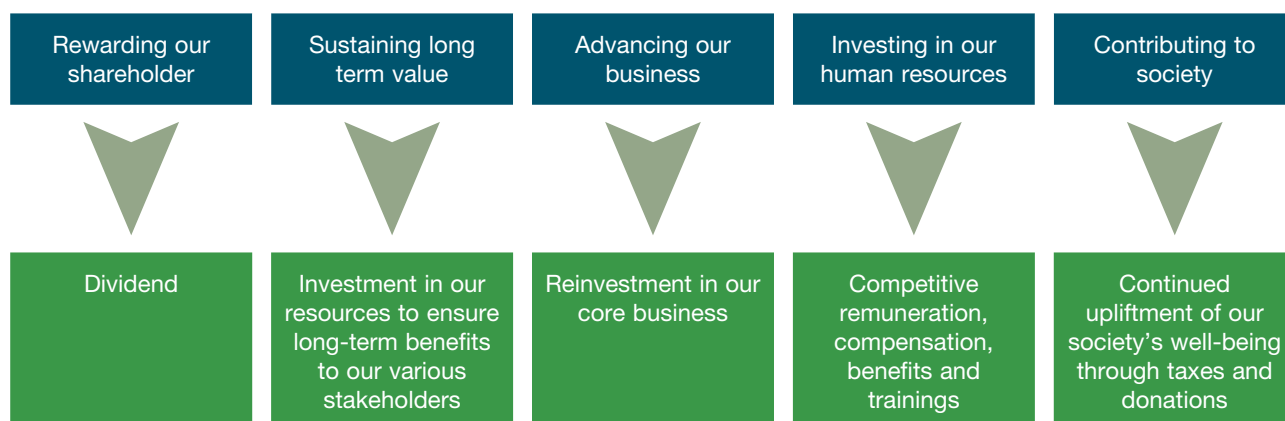 Rewarding our
shareholder
Sustaining long
term value
Advancing our
business
Investing in our
human resources
Contributing to
society
Dividend
Investment in our
resources to ensure
long-term benefits
to our various
stakeholders
Reinvestment in our
core business
Competitive
remuneration,
compensation,
benefits and
trainings
Continued
upliftment of our
society's well-being
through taxes and
donations